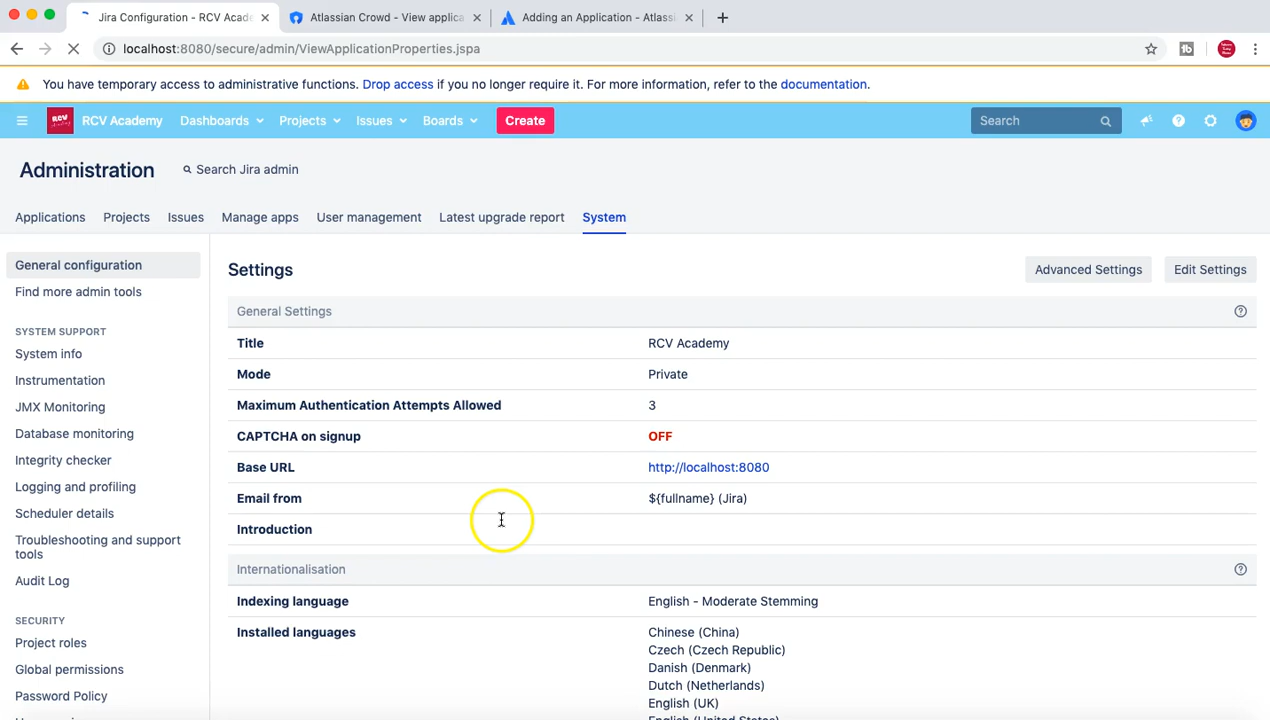 Jira Configuration - RCV Acade
Atlassian Crowd - View applica
Adding an Application - Atlass
localhost:8080/secure/admin/ViewApplicationProperties.jspa
You have temporary access to administrative functions. Drop access if you no longer require it. For more information, refer to the documentation.
RCV Academy Dashboards Projects Issues Boards Create Search
Administration Search Jira admin
Applications Projects Issues Manage apps User management Latest upgrade report System
General configuration
Find more admin tools
SYSTEM SUPPORT
System info
Instrumentation
JMX Monitoring
Database monitoring
Integrity checker
Logging and profiling
Scheduler details
Troubleshooting and support
tools
Audit Log
SECURITY
Project roles
Global permissions
Password Policy
Settings Advanced Settings Edit Settings
General Settings
Title RCV Academy
Mode Private
Maximum Authentication Attempts Allowed 3
CAPTCHA on signup OFF
Base URL http://localhost:8080
Email from ${fullname} (Jira)
Introduction
Internationalisation
Indexing language English - Moderate Stemming
Installed languages Chinese (China)
Czech (Czech Republic)
Danish (Denmark)
Dutch (Netherlands)
English (UK)
English (United States)